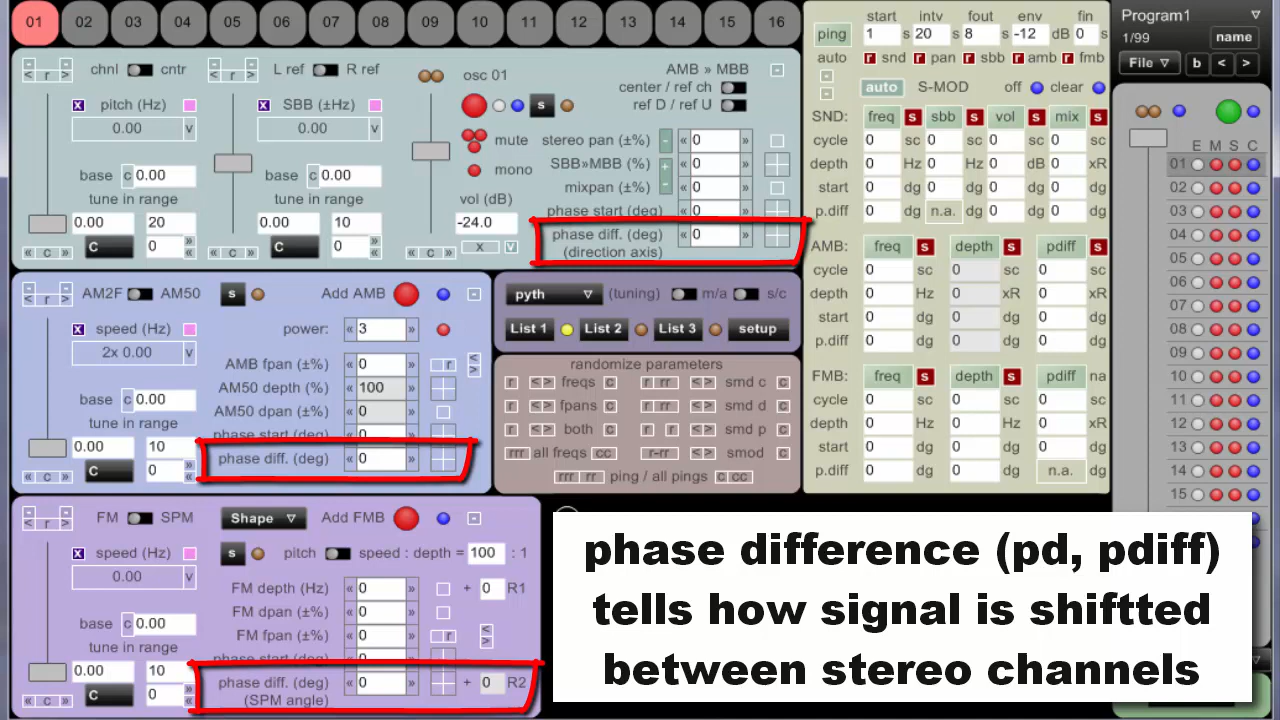 01 02 03 04 05 06 07 08 09 10 11 12 13 14 15 16
chnl cntr
L ref R ref
osc 01
AMB » MBB
center / ref ch
ref D / ref U
< r >
x pitch (Hz)
0.00 v
x SBB (±Hz)
0.00 v
s
mute
mono
vol (dB)
-24.0
x v
base c 0.00
tune in range
0.00 20
C 0
base c 0.00
tune in range
0.00 10
C 0
« c »
stereo pan (±%) « 0 »
SBB»MBB (%) « 0 »
mixpan (±%) « 0 »
phase start (deg) « 0 »
phase diff. (deg) « 0 »
(direction axis)
AM2F AM50 s Add AMB
x speed (Hz) power: « 3 »
2x 0.00 v
AMB fpan (±%) « 0 » r
AM50 depth (%) « 100 »
base c 0.00
AM50 dpan (±%) « 0 »
tune in range
phase start (deg) « 0 »
0.00 10
phase diff. (deg) « 0 »
C 0
« c »
pyth (tuning) m/a s/c
List 1 List 2 List 3 setup
randomize parameters
r < > freqs c r rr < > smd c c
r < > fpans c r rr < > smd d c
r < > both c r r < > smd p c
rrr all freqs cc r-rr < > smod c
rrr rr ping / all pings c cc
FM SPM Shape Add FMB
x speed (Hz) s pitch speed : depth = 100 : 1
0.00 v
FM depth (Hz) « 0 » + 0 R1
FM dpan (±%) « 0 »
base c 0.00
FM fpan (±%) « 0 » r
tune in range
phase start (deg) « 0 »
0.00 10
phase diff. (deg) « 0 » + 0 R2
(SPM angle)
C 0
« c »
start intv fout env fin
ping 1 s 20 s 8 s -12 dB 0 s
auto r snd r pan r sbb r amb r fmb
auto S-MOD off clear
SND: freq s sbb s vol s mix s
cycle 0 sc 0 sc 0 sc 0 sc
depth 0 Hz 0 Hz 0 dB 0 xR
start 0 dg 0 dg 0 dg 0 dg
p.diff 0 dg n.a. 0 dg 0 dg
AMB: freq s depth s pdiff s
cycle 0 sc 0 sc 0 sc
depth 0 Hz 0 xR 0 dg
start 0 dg 0 dg 0 dg
p.diff 0 dg 0 dg 0 dg
FMB: freq s depth s pdiff na
cycle 0 sc 0 sc 0 sc
depth 0 Hz 0 Hz 0 dg
start 0 dg 0 dg 0 dg
p.diff 0 dg 0 dg n.a. dg
Program1
1/99 name
File b < >
E M S C
01
02
03
04
05
06
07
08
09
10
11
12
13
14
15
phase difference (pd, pdiff)
tells how signal is shiftted
between stereo channels